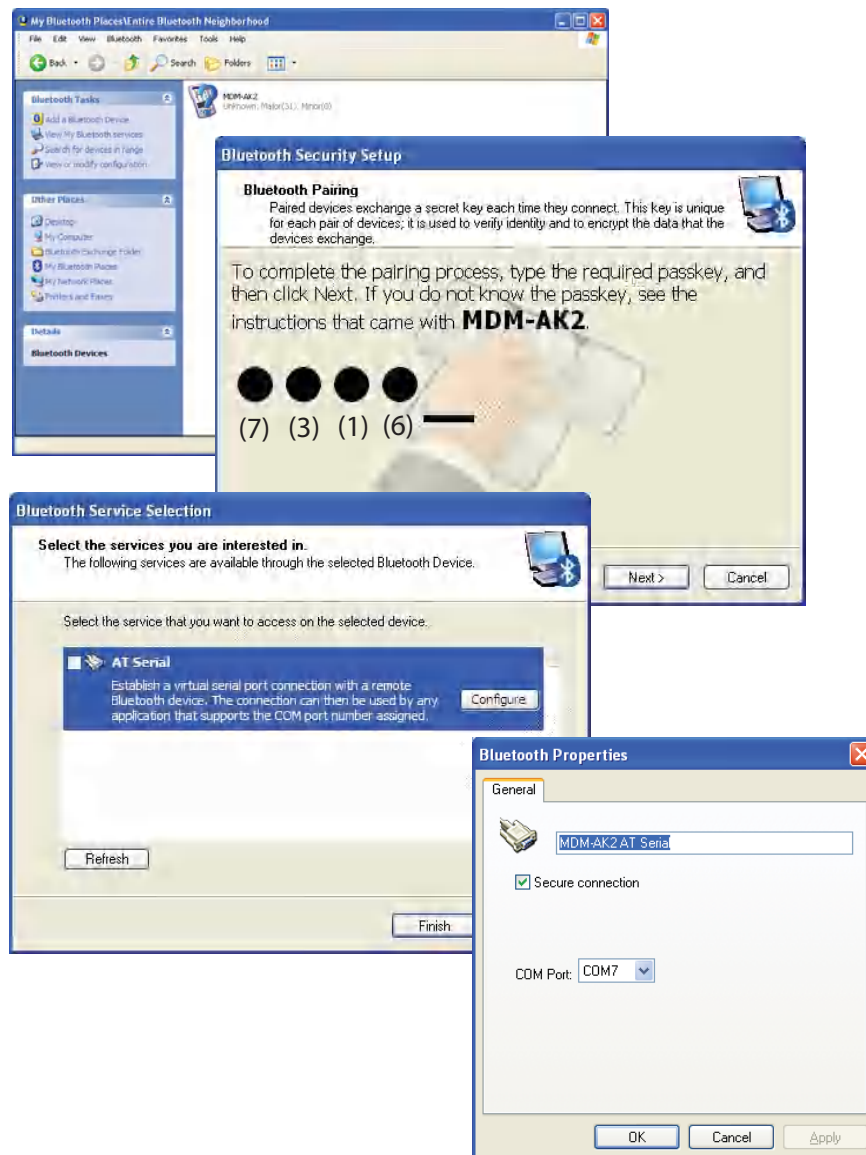 My Bluetooth Places\Entire Bluetooth Neighborhood
File Edit View Bluetooth Favorites Tools Help
Back Search Folders
Bluetooth Tasks
Add a Bluetooth Device
View My Bluetooth services
Search for devices in range
View or modify configuration
Other Places
Desktop
My Computer
Bluetooth Exchange Folder
My Bluetooth Places
My Network Places
Printers and Faxes
Details
Bluetooth Devices
MDM-AK2
Unknown, Major(31), Minor(0)
Bluetooth Security Setup
Bluetooth Pairing
Paired devices exchange a secret key each time they connect. This key is unique
for each pair of devices; it is used to verify identity and to encrypt the data that the
devices exchange.
To complete the pairing process, type the required passkey, and
then click Next. If you do not know the passkey, see the
instructions that came with MDM-AK2.
(7) (3) (1) (6)
Next > Cancel
Bluetooth Service Selection
Select the services you are interested in.
The following services are available through the selected Bluetooth Device.
Select the service that you want to access on the selected device.
AT Serial
Establish a virtual serial port connection with a remote
Bluetooth device. The connection can then be used by any
application that supports the COM port number assigned.
Configure
Refresh
Finish
Bluetooth Properties
General
MDM-AK2 AT Serial
Secure connection
COM Port: COM7
OK Cancel Apply